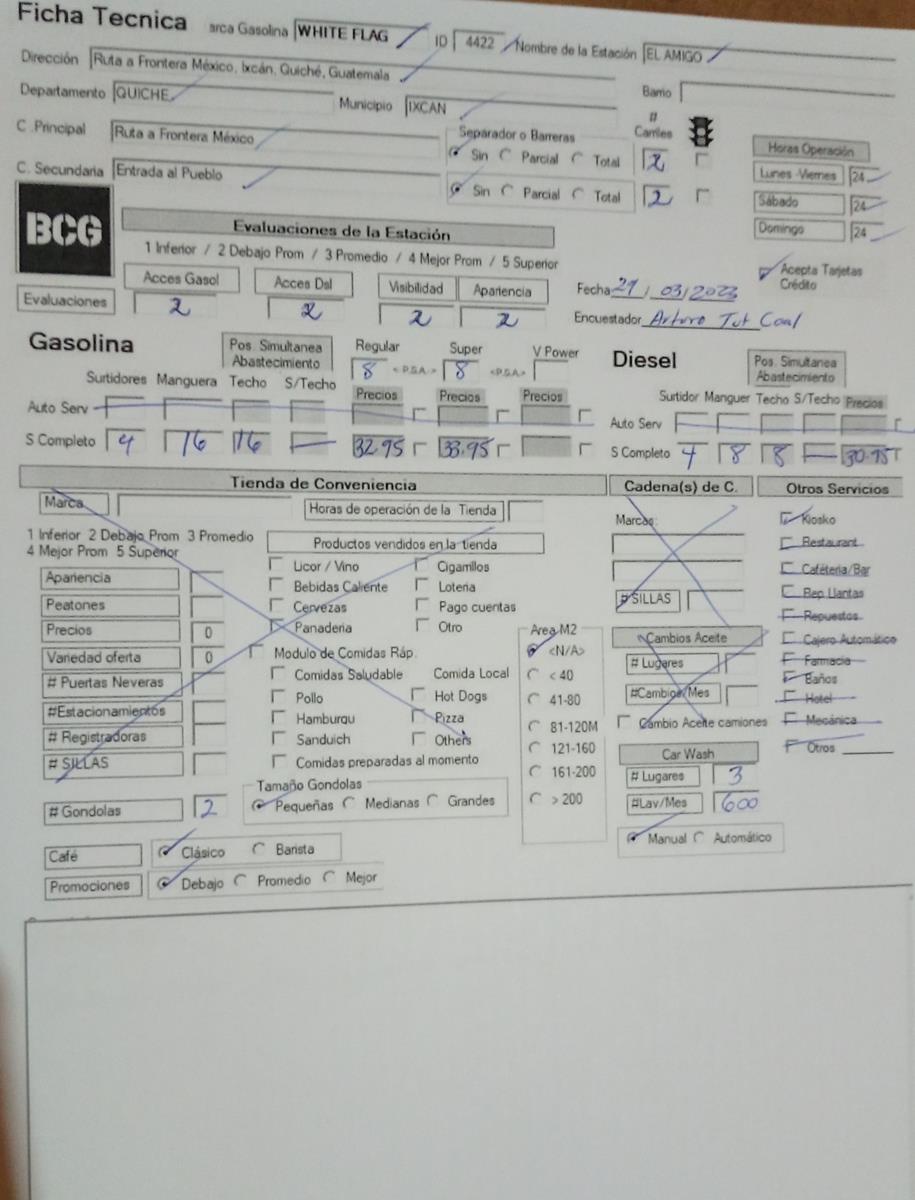 Ficha Tecnica arca Gasolina WHITE FLAG ID 4422 Nombre de la Estación EL AMIGO
Dirección Ruta a Frontera México, Ixcán, Quiché, Guatemala
Departamento QUICHE Municipio IXCAN Barrio
C .Principal Ruta a Frontera México Separador o Barreras # Carriles
Sin Parcial Total 2
Horas Operación
Lunes -Viernes 24
C. Secundaria Entrada al Pueblo
Sin Parcial Total 2
Sábado 24
Domingo 24
BCG
Evaluaciones de la Estación
1 Inferior / 2 Debajo Prom / 3 Promedio / 4 Mejor Prom / 5 Superior
Acepta Tarjetas Crédito
Acces Gasol Acces Dsl Visibilidad Apariencia
Evaluaciones 2 2 2 2
Fecha 29/03/2023
Encuestador Arturo Tut Coal
Gasolina
Pos. Simultanea Abastecimiento
Regular Super V Power
8 <P.S.A.> 8 <P.S.A>
Surtidores Manguera Techo S/Techo Precios Precios Precios
Auto Serv
S Completo 4 16 16 — 32.95 33.95
Diesel
Pos. Simultanea Abastecimiento
Surtidor Manguer Techo S/Techo Precios
Auto Serv
S Completo 4 8 8 — 30.95
Tienda de Conveniencia
Marca Horas de operación de la Tienda
1 Inferior 2 Debajo Prom 3 Promedio
4 Mejor Prom 5 Superior
Apariencia
Peatones
Precios 0
Variedad oferta 0
# Puertas Neveras
#Estacionamientos
# Registradoras
# SILLAS
# Gondolas 2
Productos vendidos en la tienda
Licor / Vino Cigarrillos
Bebidas Caliente Loteria
Cervezas Pago cuentas
Panaderia Otro
Modulo de Comidas Ráp.
Comidas Saludable Comida Local
Pollo Hot Dogs
Hamburqu Pizza
Sanduich Others
Comidas preparadas al momento
Tamaño Gondolas
Pequeñas Medianas Grandes
Area M2
<N/A>
< 40
41-80
81-120M
121-160
161-200
> 200
Café Clásico Barista
Promociones Debajo Promedio Mejor
Cadena(s) de C.
Marcas:
# SILLAS
Cambios Aceite
# Lugares
#Cambios/Mes
Cambio Aceite camiones
Car Wash
# Lugares 3
#Lav/Mes 600
Manual Automático
Otros Servicios
Kiosko
Restaurant
Cafeteria/Bar
Rep.Llantas
Repuestos
Cajero Automático
Farmacia
Baños
Hotel
Mecánica
Otros